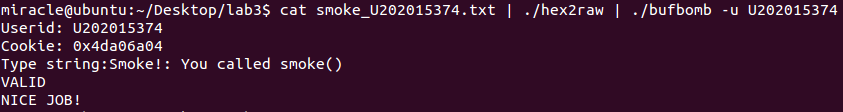 miracle@ubuntu:~/Desktop/lab3$ cat smoke_U202015374.txt | ./hex2raw | ./bufbomb -u U202015374
Userid: U202015374
Cookie: 0x4da06a04
Type string:Smoke!: You called smoke()
VALID
NICE JOB!